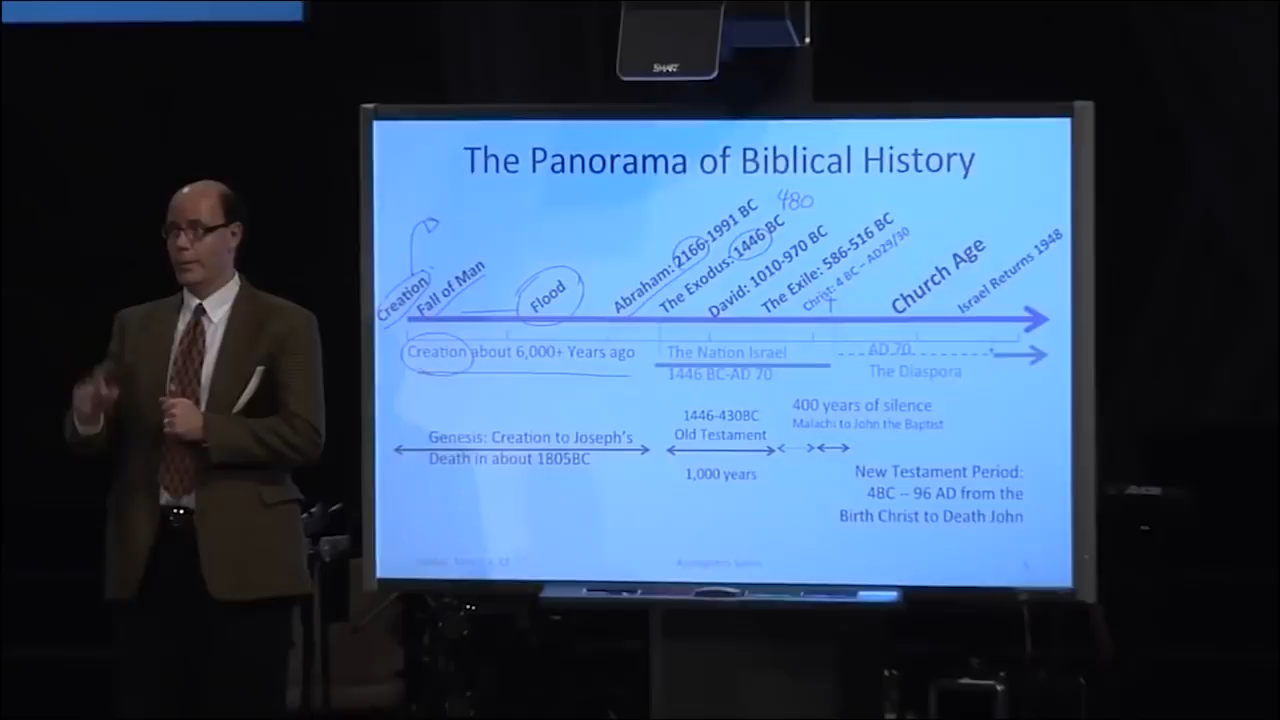 SMART
The Panorama of Biblical History
480
Creation
Fall of Man
Flood
Abraham: 2166-1991 BC
The Exodus: 1446 BC
David: 1010-970 BC
The Exile: 586-516 BC
Christ: 4 BC – AD29/30
Church Age
Israel Returns 1948
Creation about 6,000+ Years ago
The Nation Israel
1446 BC-AD 70
AD 70
The Diaspora
Genesis: Creation to Joseph's
Death in about 1805BC
1446-430BC
Old Testament
1,000 years
400 years of silence
Malachi to John the Baptist
New Testament Period:
4BC – 96 AD from the
Birth Christ to Death John